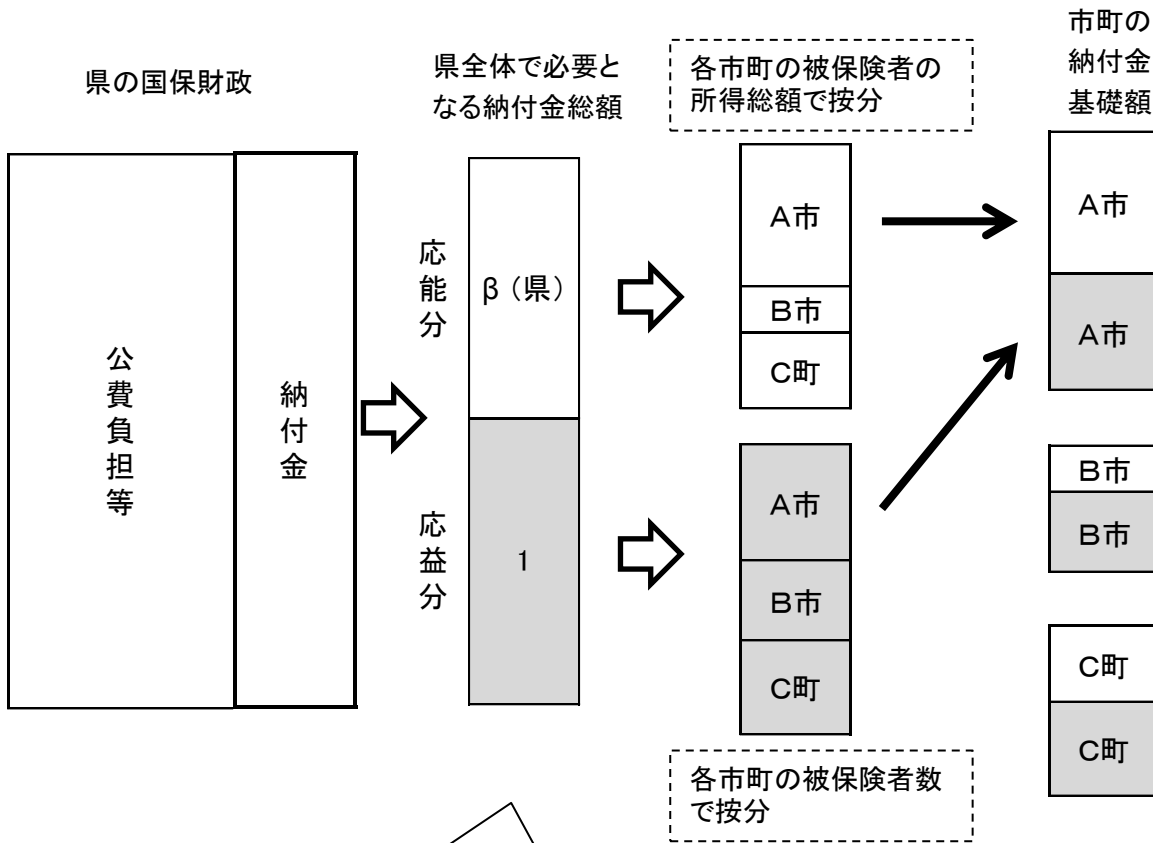 県の国保財政
県全体で必要と
なる納付金総額
各市町の被保険者の
所得総額で按分
市町の
納付金
基礎額
公費負担等
納付金
応能分
β（県）
応益分
1
A市
B市
C町
A市
B市
C町
各市町の被保険者数
で按分
A市
A市
B市
B市
C町
C町